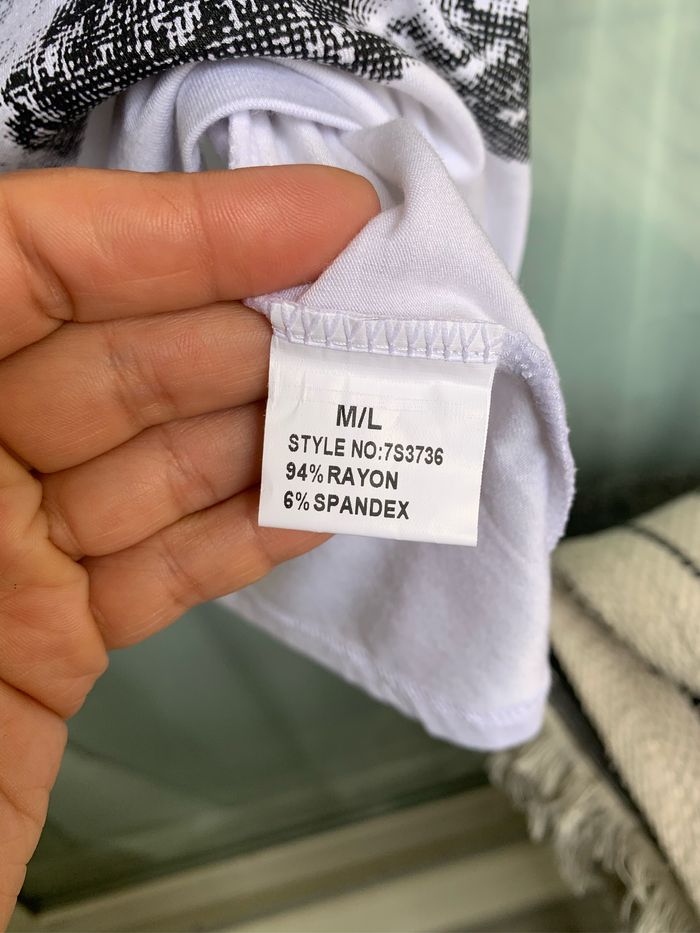 M/L
STYLE NO:7S3736
94%RAYON
6%SPANDEX